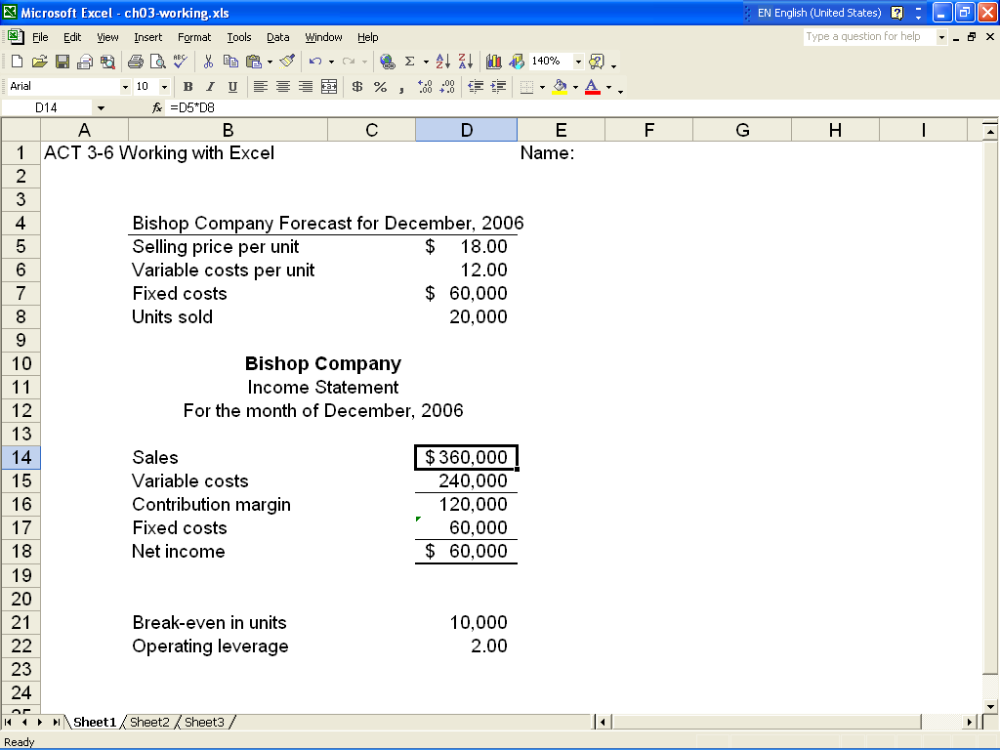 Microsoft Excel - ch03-working.xls EN English (United States)
File Edit View Insert Format Tools Data Window Help Type a question for help
140%
Arial 10 B I U $ % ,
D14 fx =D5*D8
A B C D E F G H I
1 ACT 3-6 Working with Excel Name:
2
3
4 Bishop Company Forecast for December, 2006
5 Selling price per unit $ 18.00
6 Variable costs per unit 12.00
7 Fixed costs $ 60,000
8 Units sold 20,000
9
10 Bishop Company
11 Income Statement
12 For the month of December, 2006
13
14 Sales $ 360,000
15 Variable costs 240,000
16 Contribution margin 120,000
17 Fixed costs 60,000
18 Net income $ 60,000
19
20
21 Break-even in units 10,000
22 Operating leverage 2.00
23
24
25
Sheet1 Sheet2 Sheet3
Ready